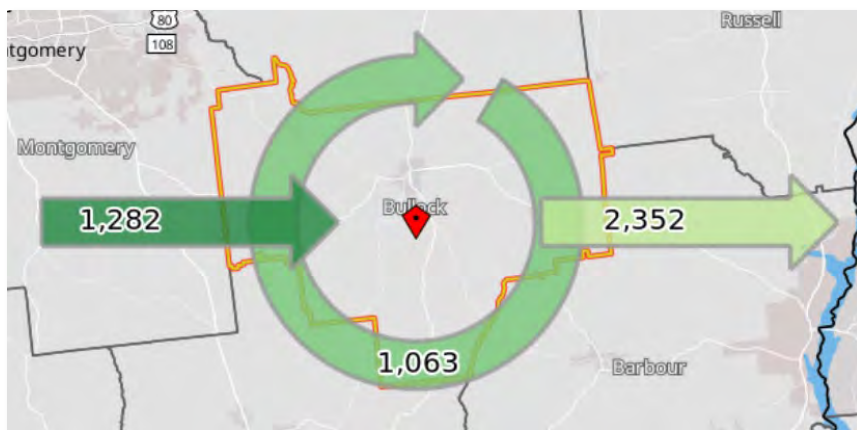 80
Russell
108
tgomery
Montgomery
Bullock
1,282
2,352
1,063
Barbour